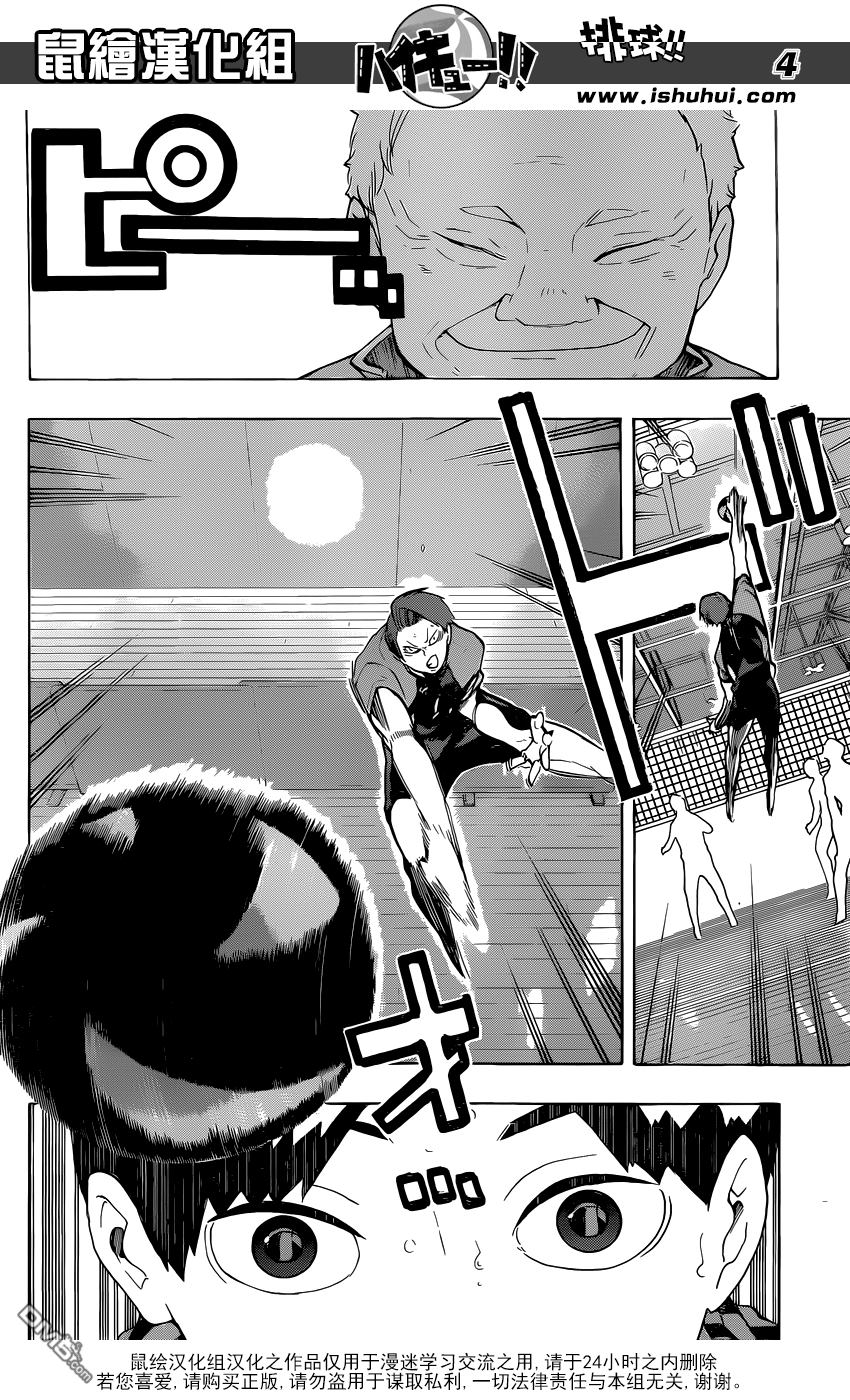 鼠繪漢化組
ハイキュー!!
排球!!
4
www.ishuhui.com
ピーッ
ド
オ
DMB
鼠绘汉化组汉化之作品仅用于漫迷学习交流之用,请于24小时之内删除
若您喜爱,请购买正版,请勿盗用于谋取私利,一切法律责任与本组无关,谢谢。